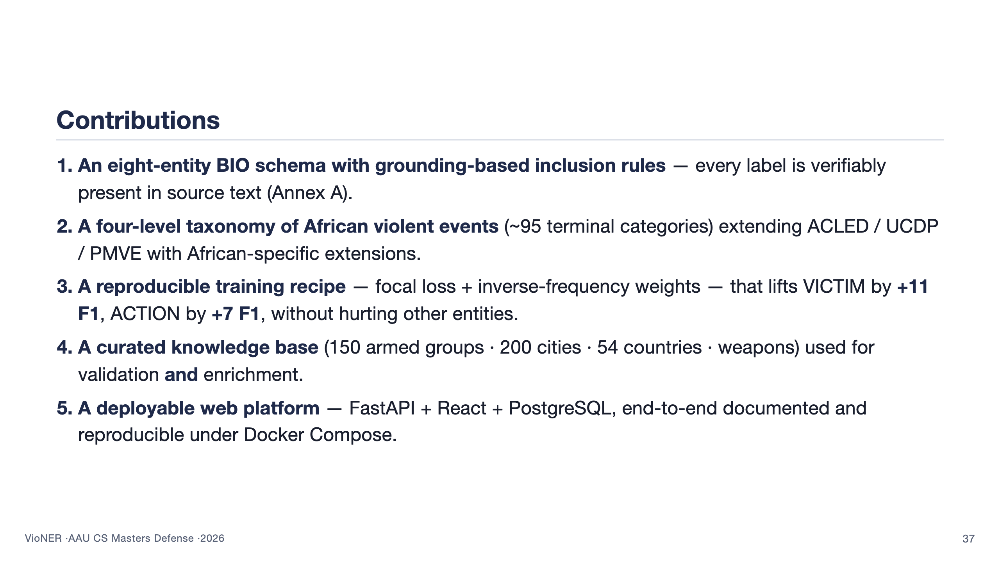 Contributions
1. An eight-entity BIO schema with grounding-based inclusion rules — every label is verifiably
present in source text (Annex A).
2. A four-level taxonomy of African violent events (~95 terminal categories) extending ACLED / UCDP
/ PMVE with African-specific extensions.
3. A reproducible training recipe — focal loss + inverse-frequency weights — that lifts VICTIM by +11
F1, ACTION by +7 F1, without hurting other entities.
4. A curated knowledge base (150 armed groups · 200 cities · 54 countries · weapons) used for
validation and enrichment.
5. A deployable web platform — FastAPI + React + PostgreSQL, end-to-end documented and
reproducible under Docker Compose.
VioNER ·AAU CS Masters Defense ·2026
37